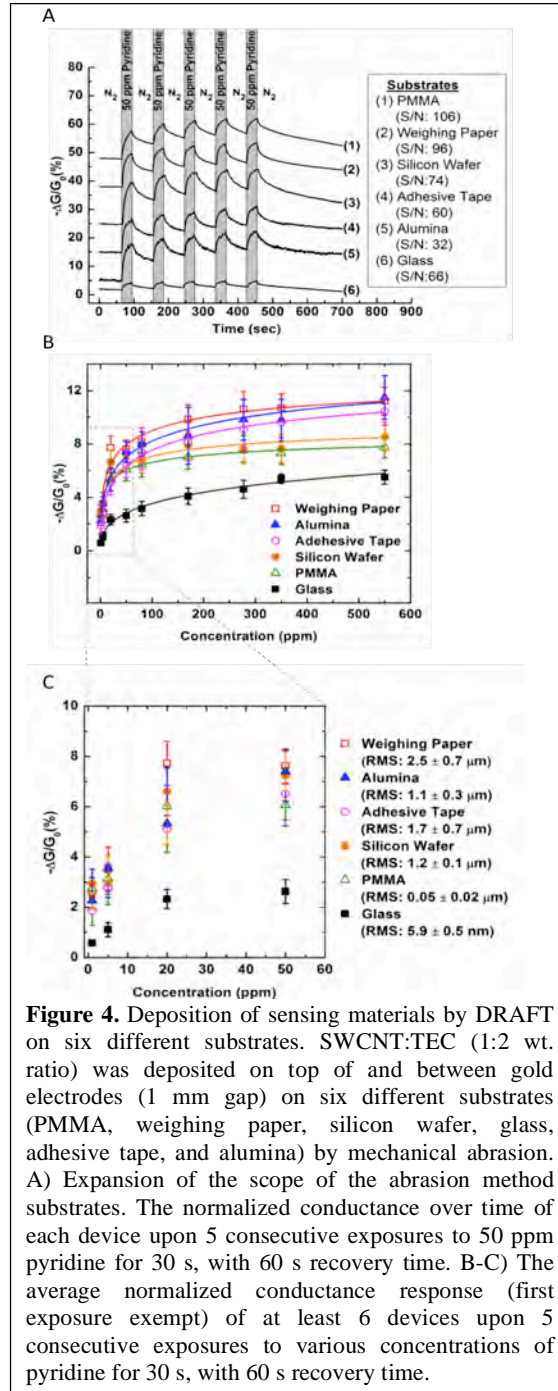 A
N2
50 ppm Pyridine
N2
50 ppm Pyridine
N2
50 ppm Pyridine
N2
50 ppm Pyridine
N2
50 ppm Pyridine
N2
80
70
60
50
40
30
20
10
0
-ΔG/G0(%)
(1)
(2)
(3)
(4)
(5)
(6)
0 100 200 300 400 500 600 700 800 900
Time (sec)
Substrates
(1) PMMA
(S/N: 106)
(2) Weighing Paper
(S/N: 96)
(3) Silicon Wafer
(S/N:74)
(4) Adhesive Tape
(S/N: 60)
(5) Alumina
(S/N: 32)
(6) Glass
(S/N:66)
B
12
8
4
0
-ΔG/G0(%)
Weighing Paper
Alumina
Adehesive Tape
Silicon Wafer
PMMA
Glass
0 100 200 300 400 500 600
Concentration (ppm)
C
10
8
6
4
2
0
-ΔG/G0(%)
0 10 20 30 40 50 60
Concentration (ppm)
Weighing Paper
(RMS: 2.5 ± 0.7 μm)
Alumina
(RMS: 1.1 ± 0.3 μm)
Adhesive Tape
(RMS: 1.7 ± 0.7 μm)
Silicon Wafer
(RMS: 1.2 ± 0.1 μm)
PMMA
(RMS: 0.05 ± 0.02 μm)
Glass
(RMS: 5.9 ± 0.5 nm)
Figure 4. Deposition of sensing materials by DRAFT
on six different substrates. SWCNT:TEC (1:2 wt.
ratio) was deposited on top of and between gold
electrodes (1 mm gap) on six different substrates
(PMMA, weighing paper, silicon wafer, glass,
adhesive tape, and alumina) by mechanical abrasion.
A) Expansion of the scope of the abrasion method
substrates. The normalized conductance over time of
each device upon 5 consecutive exposures to 50 ppm
pyridine for 30 s, with 60 s recovery time. B-C) The
average normalized conductance response (first
exposure exempt) of at least 6 devices upon 5
consecutive exposures to various concentrations of
pyridine for 30 s, with 60 s recovery time.